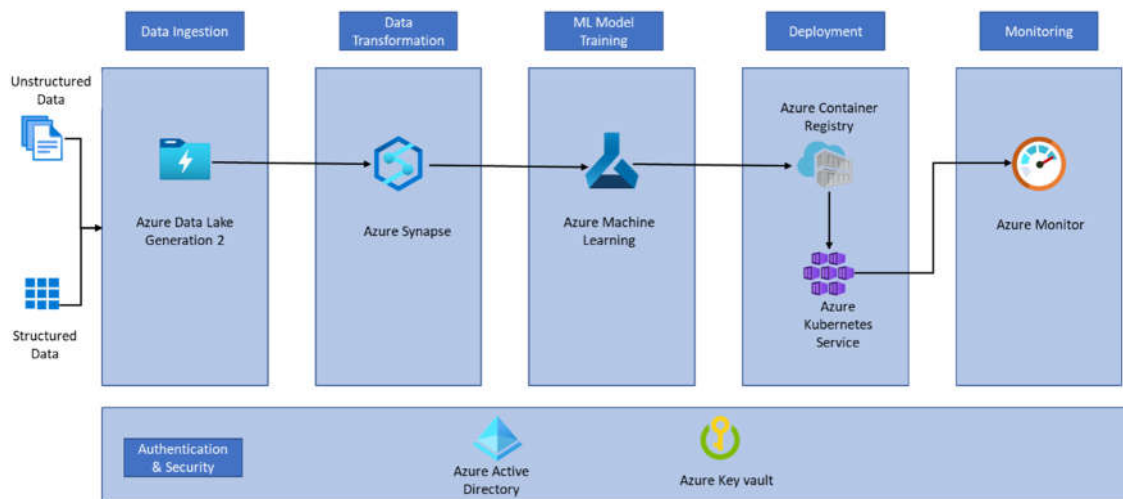 Data Ingestion
Data
Transformation
ML Model
Training
Deployment
Monitoring
Unstructured
Data
Structured
Data
Azure Data Lake
Generation 2
Azure Synapse
Azure Machine
Learning
Azure Container
Registry
Azure
Kubernetes
Service
Azure Monitor
Authentication
& Security
Azure Active
Directory
Azure Key vault